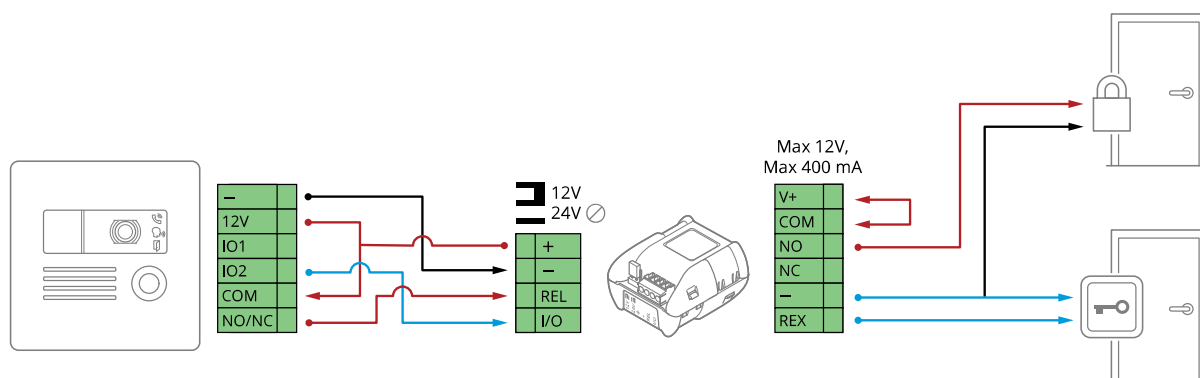 –
12V
IO1
IO2
COM
NO/NC
12V
24V
+
–
REL
I/O
Max 12V,
Max 400 mA
V+
COM
NO
NC
–
REX